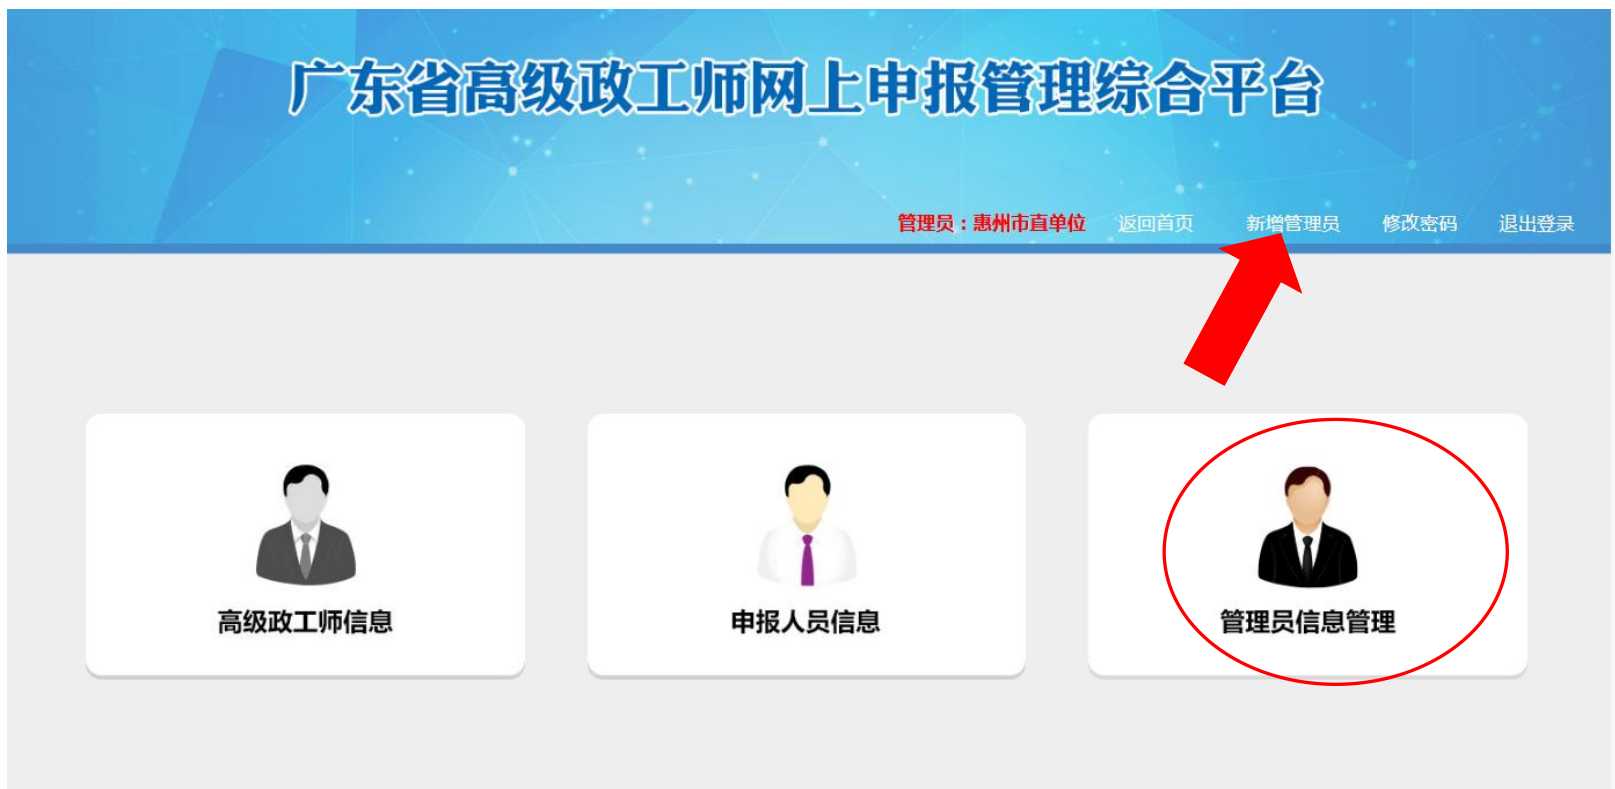 广东省高级政工师网上申报管理综合平台
管理员：惠州市直单位 返回首页 新增管理员 修改密码 退出登录
高级政工师信息 申报人员信息 管理员信息管理